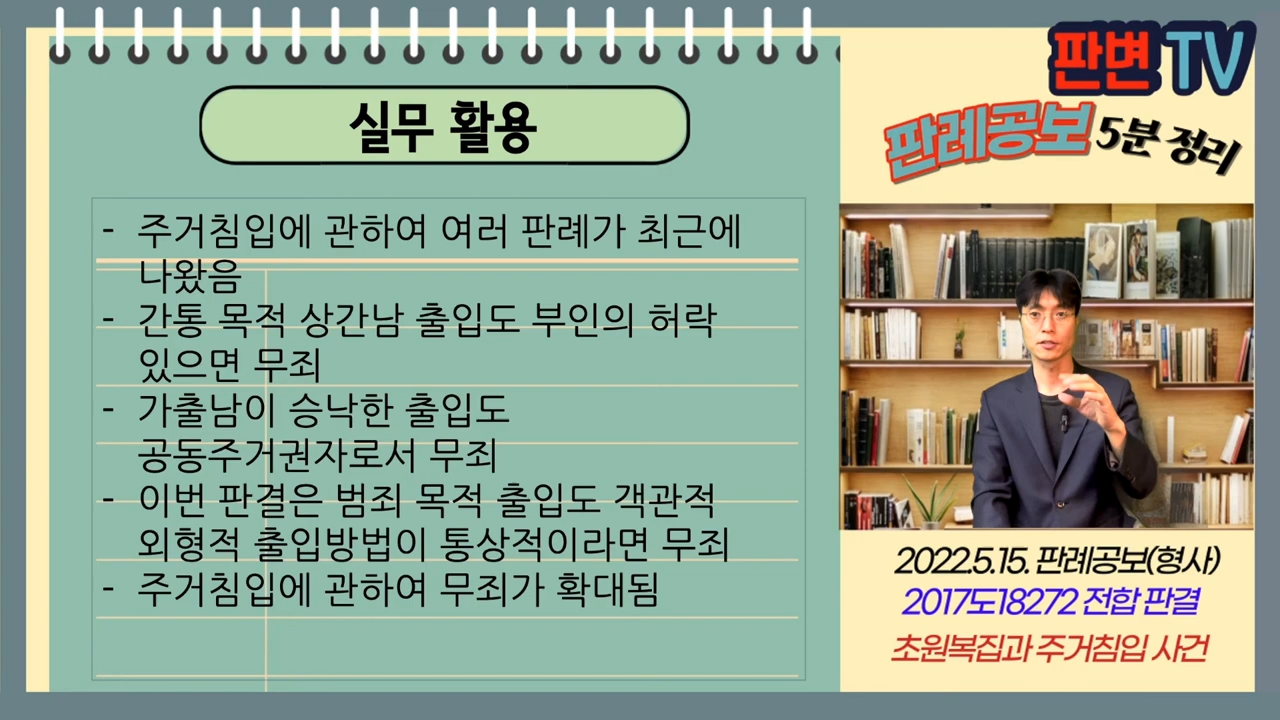 실무 활용
- 주거침입에 관하여 여러 판례가 최근에
나왔음
- 간통 목적 상간남 출입도 부인의 허락
있으면 무죄
- 가출남이 승낙한 출입도
공동주거권자로서 무죄
- 이번 판결은 범죄 목적 출입도 객관적
외형적 출입방법이 통상적이라면 무죄
- 주거침입에 관하여 무죄가 확대됨
판변 TV
판례공보 5분 정리
2022.5.15. 판례공보(형사)
2017도18272 전합 판결
초원복집과 주거침입 사건